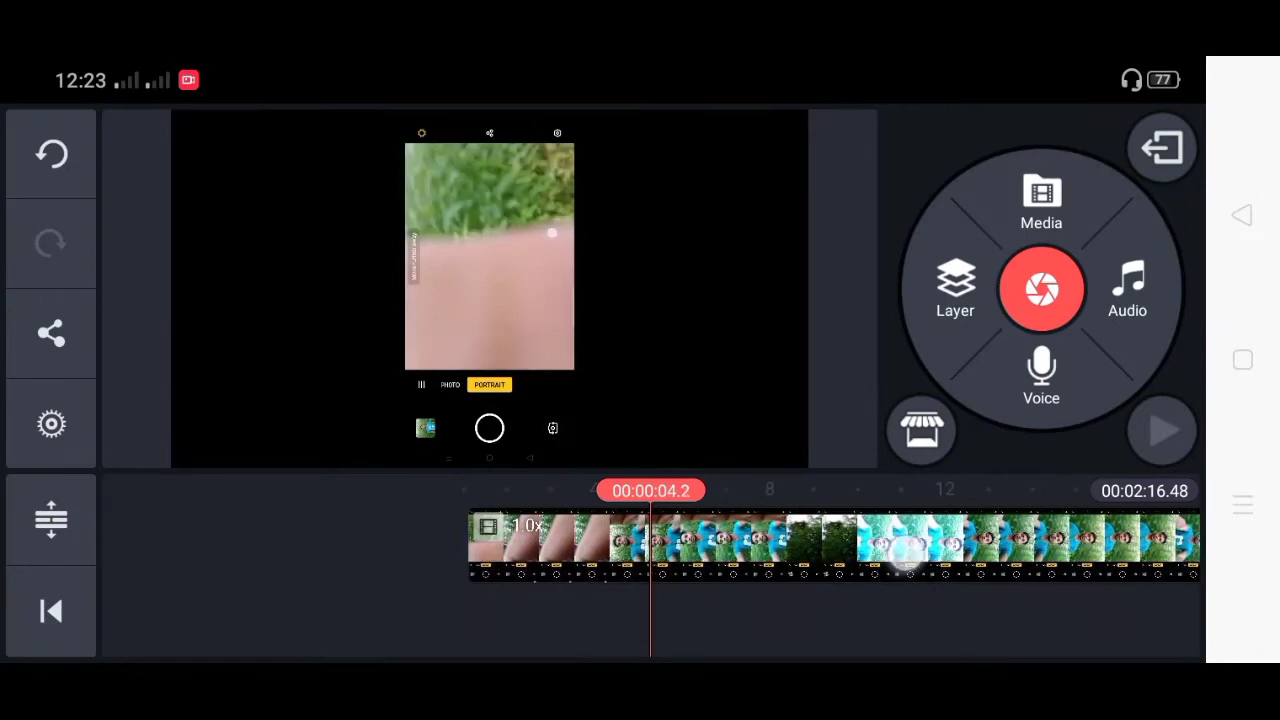 12:23
77
Media
Layer
Audio
Voice
PHOTO
PORTRAIT
00:00:04.2
8
12
00:02:16.48
1.0x